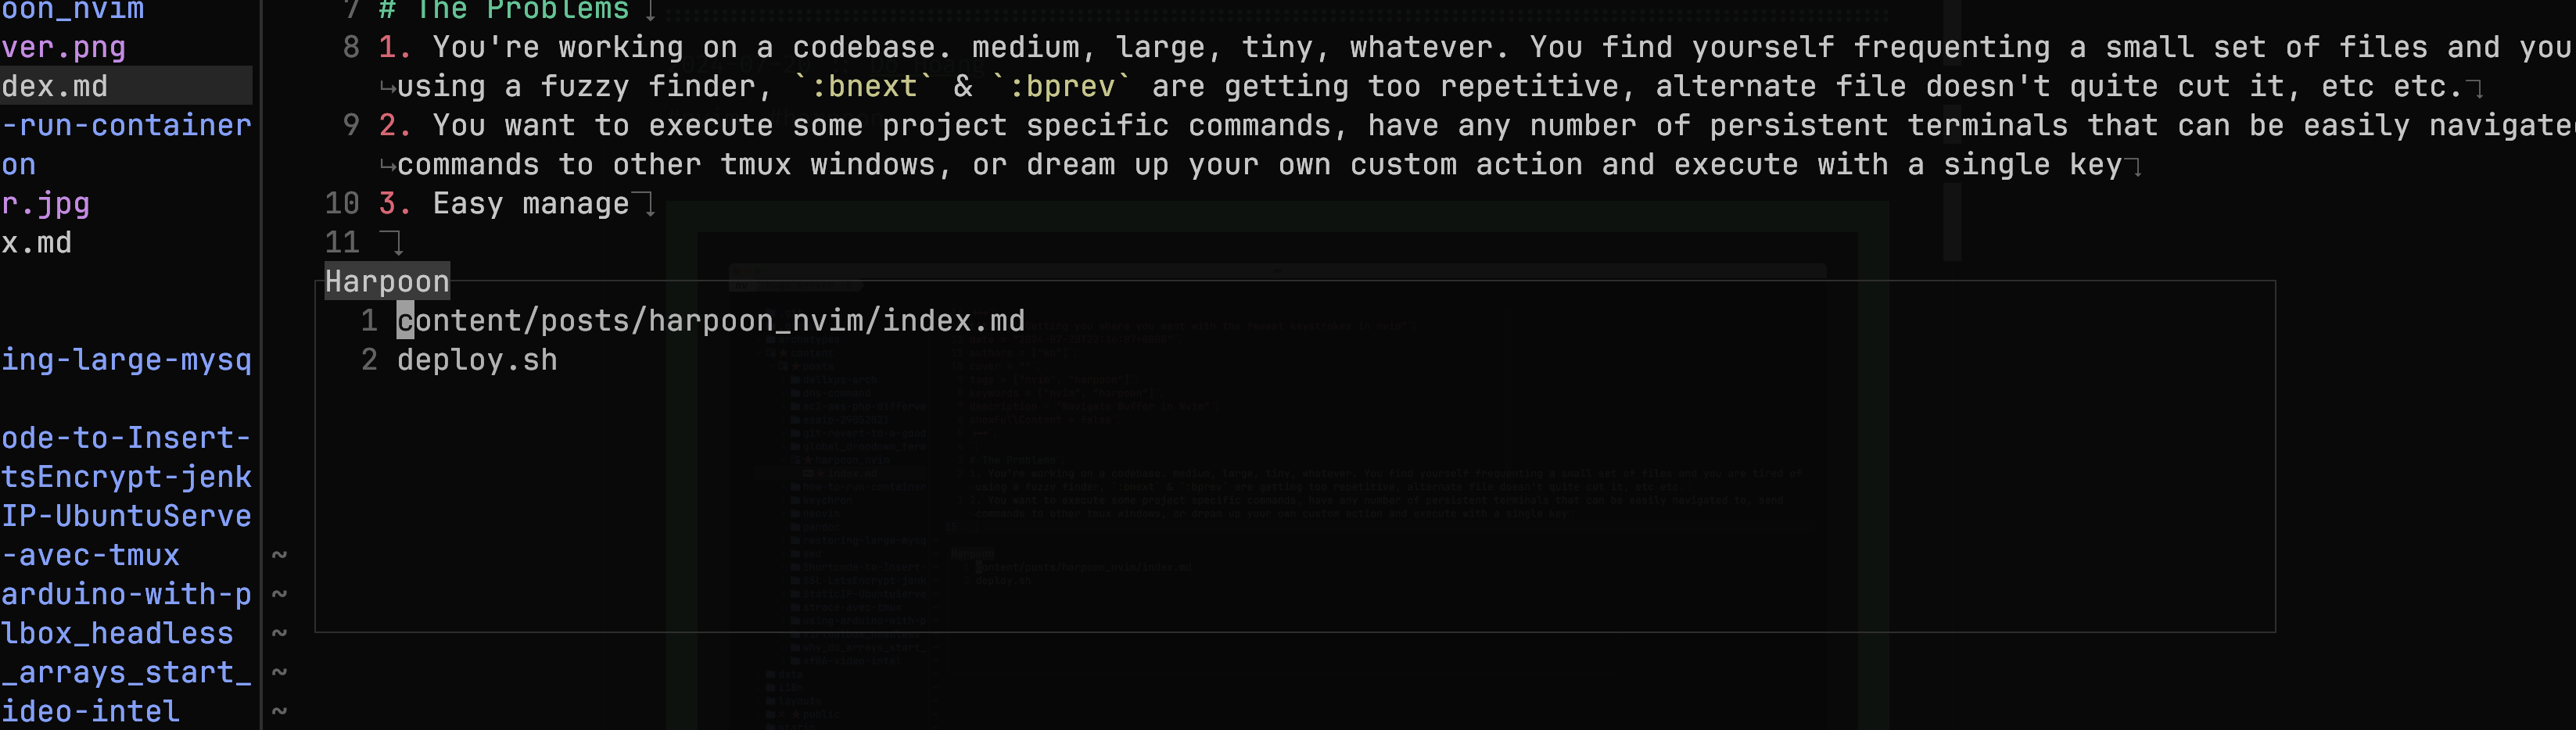 oon_nvim
ver.png
dex.md
-run-container
on
r.jpg
x.md
ing-large-mysq
ode-to-Insert-
tsEncrypt-jenk
IP-UbuntuServe
-avec-tmux
arduino-with-p
lbox_headless
_arrays_start_
ideo-intel
7 # The Problems
8 1. You're working on a codebase. medium, large, tiny, whatever. You find yourself frequenting a small set of files and you
using a fuzzy finder, `:bnext` & `:bprev` are getting too repetitive, alternate file doesn't quite cut it, etc etc.
9 2. You want to execute some project specific commands, have any number of persistent terminals that can be easily navigated
commands to other tmux windows, or dream up your own custom action and execute with a single key
10 3. Easy manage
11
Harpoon
1 content/posts/harpoon_nvim/index.md
2 deploy.sh
~
~
~
~
~